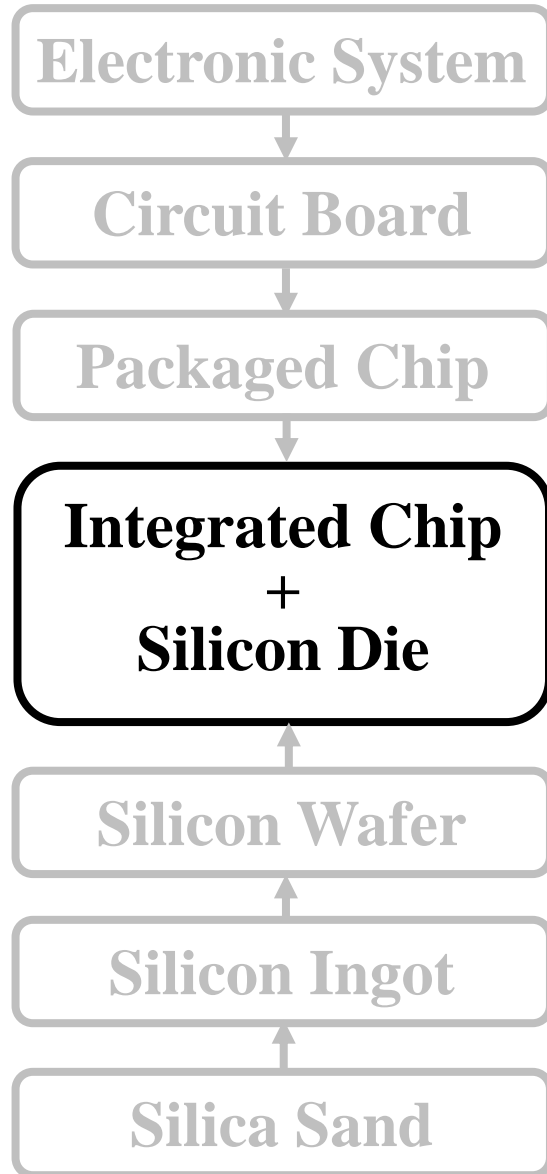 Electronic System
Circuit Board
Packaged Chip
Integrated Chip
+
Silicon Die
Silicon Wafer
Silicon Ingot
Silica Sand